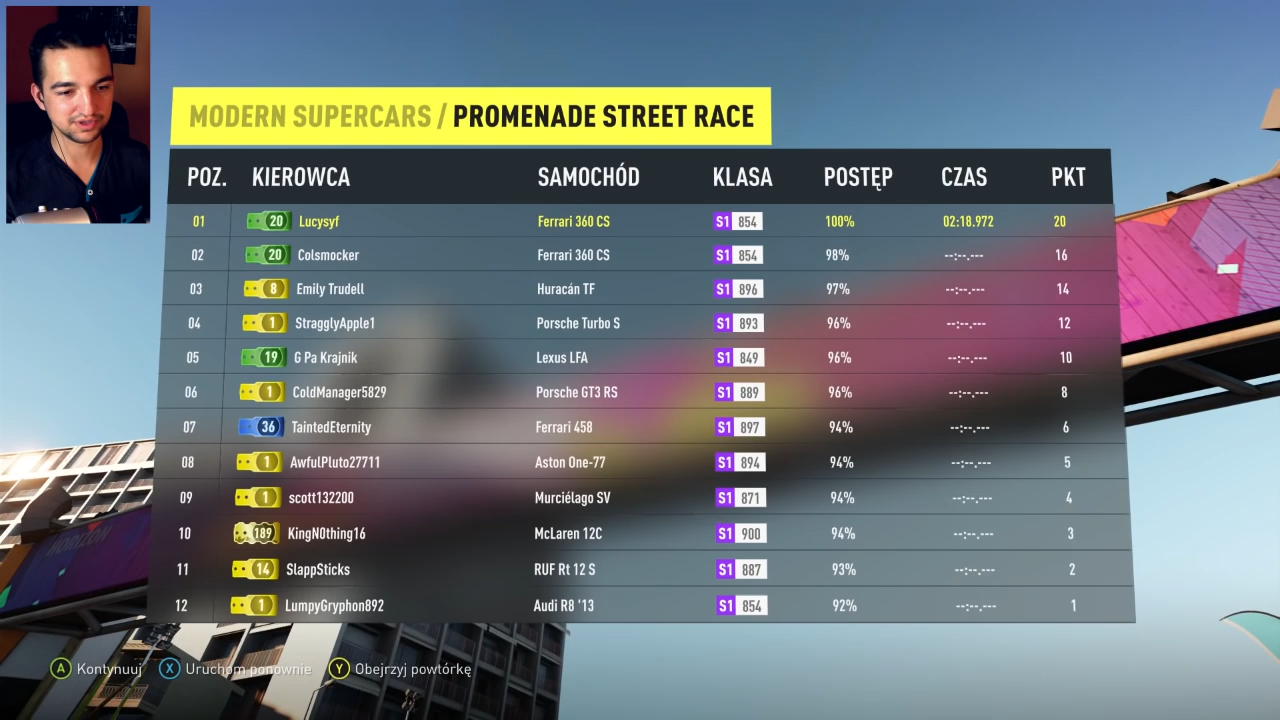 MODERN SUPERCARS / PROMENADE STREET RACE
POZ. KIEROWCA SAMOCHÓD KLASA POSTĘP CZAS PKT
01 20 Lucysyf Ferrari 360 CS S1 854 100% 02:18.972 20
02 20 Colsmocker Ferrari 360 CS S1 854 98% --:--.--- 16
03 8 Emily Trudell Huracán TF S1 896 97% --:--.--- 14
04 1 StragglyApple1 Porsche Turbo S S1 893 96% --:--.--- 12
05 19 G Pa Krajnik Lexus LFA S1 849 96% --:--.--- 10
06 1 ColdManager5829 Porsche GT3 RS S1 889 96% --:--.--- 8
07 36 TaintedEternity Ferrari 458 S1 897 94% --:--.--- 6
08 1 AwfulPluto27711 Aston One-77 S1 894 94% --:--.--- 5
09 1 scott132200 Murciélago SV S1 871 94% --:--.--- 4
10 189 KingN0thing16 McLaren 12C S1 900 94% --:--.--- 3
11 14 SlappSticks RUF Rt 12 S S1 887 93% --:--.--- 2
12 1 LumpyGryphon892 Audi R8 '13 S1 854 92% --:--.--- 1
HORIZON
A Kontynuuj X Uruchom ponownie Y Obejrzyj powtórkę